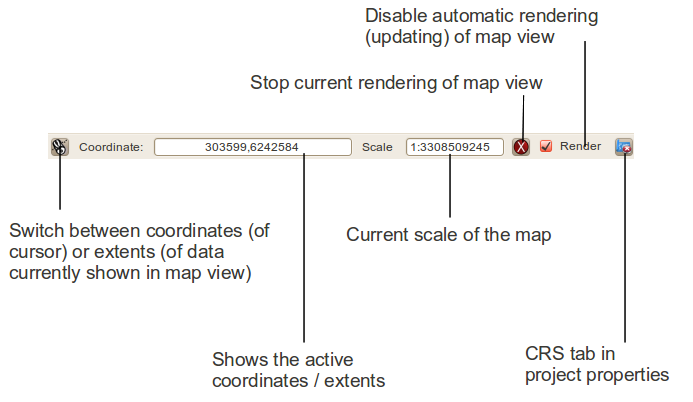 Disable automatic rendering
(updating) of map view
Stop current rendering of map view
Coordinate: 303599,6242584 Scale 1:3308509245 X Render
Switch between coordinates (of
cursor) or extents (of data
currently shown in map view)
Current scale of the map
Shows the active
coordinates / extents
CRS tab in
project properties